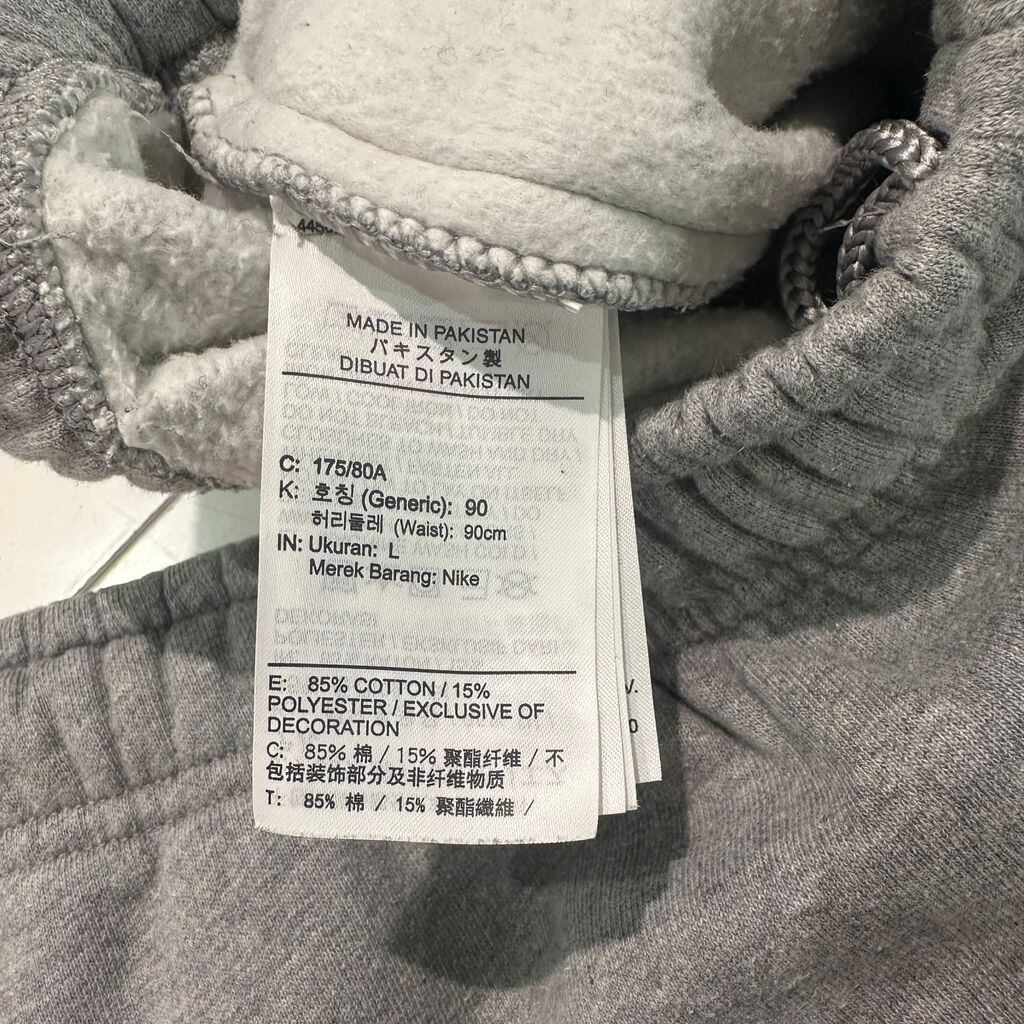 MADE IN PAKISTAN
パキスタン製
DIBUAT DI PAKISTAN
C: 175/80A
K: 호칭 (Generic): 90
허리둘레 (Waist): 90cm
IN: Ukuran: L
Merek Barang: Nike
E: 85% COTTON / 15%
POLYESTER / EXCLUSIVE OF
DECORATION
C: 85% 棉 / 15% 聚酯纤维 / 不
包括装饰部分及非纤维物质
T: 85% 棉 / 15% 聚酯纖維 /
V.
0